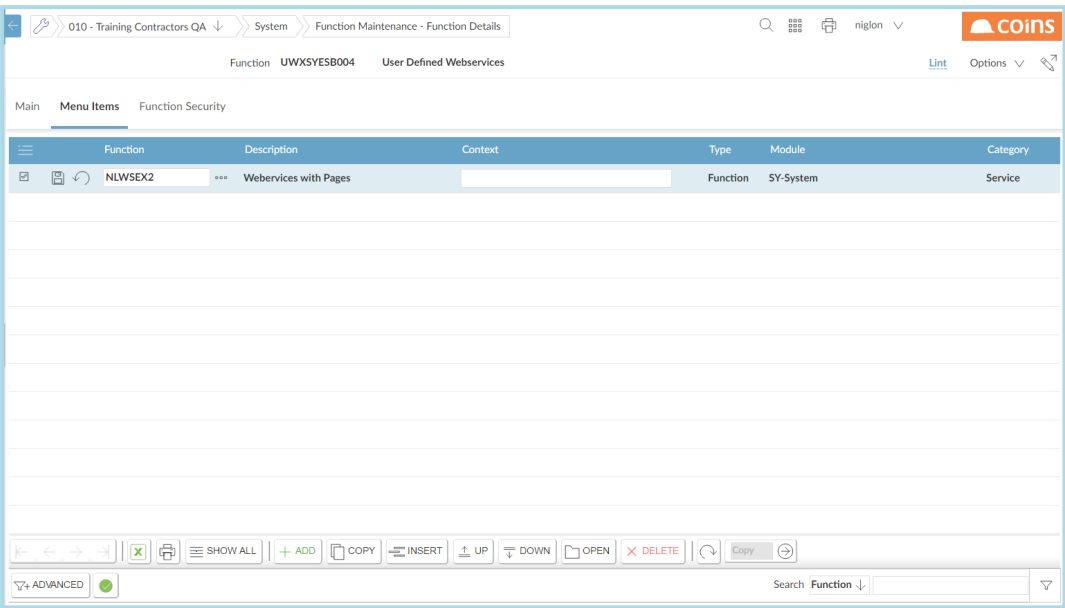 010 - Training Contractors QA System Function Maintenance - Function Details niglon coins
Function UWXSYESB004 User Defined Webservices Lint Options
Main Menu Items Function Security
Function Description Context Type Module Category
NLWSEX2 Webervices with Pages Function SY-System Service
SHOW ALL ADD COPY INSERT UP DOWN OPEN DELETE Copy
ADVANCED Search Function